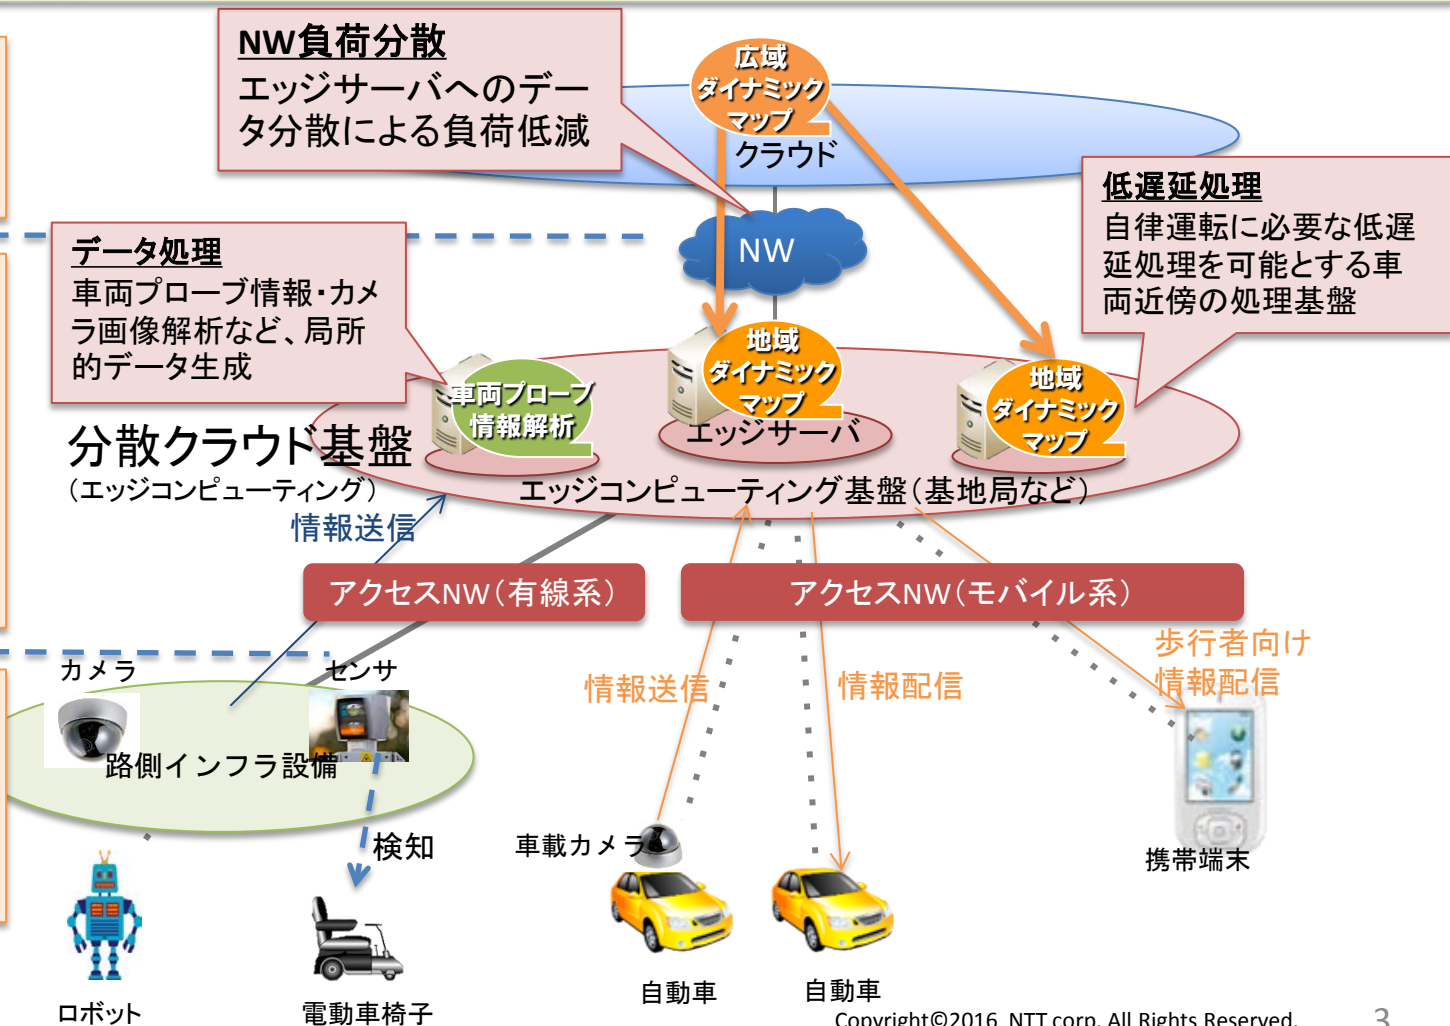 NW負荷分散
エッジサーバへのデー
タ分散による負荷低減
広域
ダイナミック
マップ
クラウド
低遅延処理
自律運転に必要な低遅
延処理を可能とする車
両近傍の処理基盤
NW
データ処理
車両プローブ情報・カメ
ラ画像解析など、局所
的データ生成
車両プローブ
情報解析
地域
ダイナミック
マップ
エッジサーバ
地域
ダイナミック
マップ
分散クラウド基盤
（エッジコンピューティング）
エッジコンピューティング基盤（基地局など）
情報送信
アクセスNW（有線系）
アクセスNW（モバイル系）
歩行者向け
情報配信
カメラ
センサ
路側インフラ設備
情報送信
情報配信
検知
車載カメラ
携帯端末
ロボット
電動車椅子
自動車
自動車
Copyright©2016 NTT corp. All Rights Reserved.
3